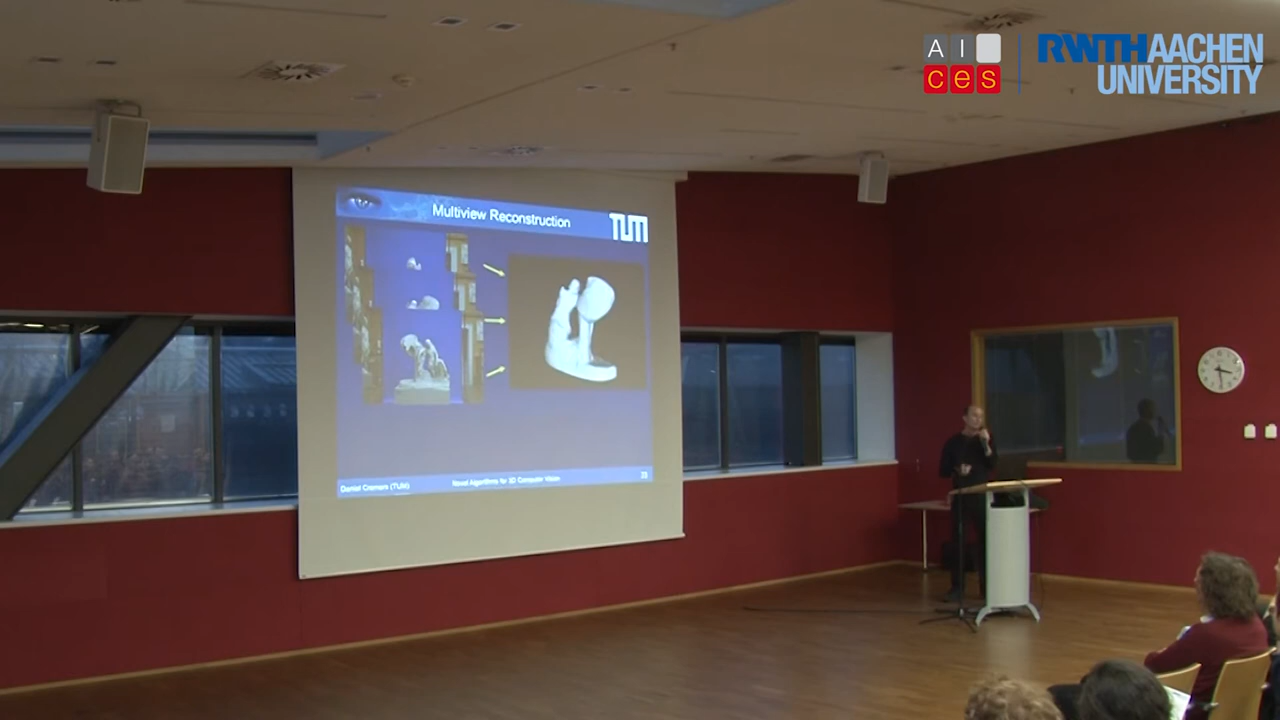 AI
ces
RWTHAACHEN
UNIVERSITY
Multiview Reconstruction
TUM
Daniel Cremers (TUM)
Novel Algorithms for 3D Computer Vision